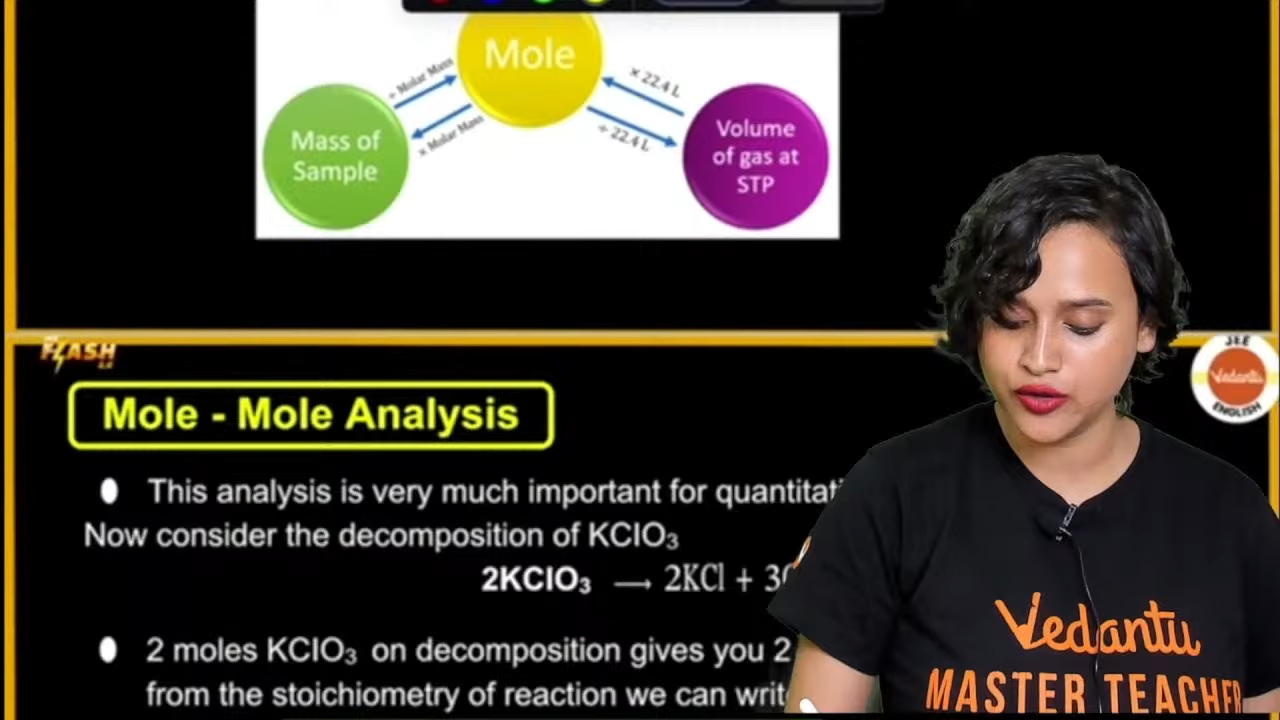 Mole
÷ Molar Mass
× Molar Mass
× 22.4 L
÷ 22.4 L
Mass of
Sample
Volume
of gas at
STP
FLASH
JEE
Vedantu
ENGLISH
Mole - Mole Analysis
This analysis is very much important for
Now consider the decomposition of KClO₃
2KClO₃ ⟶ 2KCl +
2 moles KClO₃ on decomposition gives you 2
from the stoichiometry of reaction we can
Vedantu
MASTER TEACHER